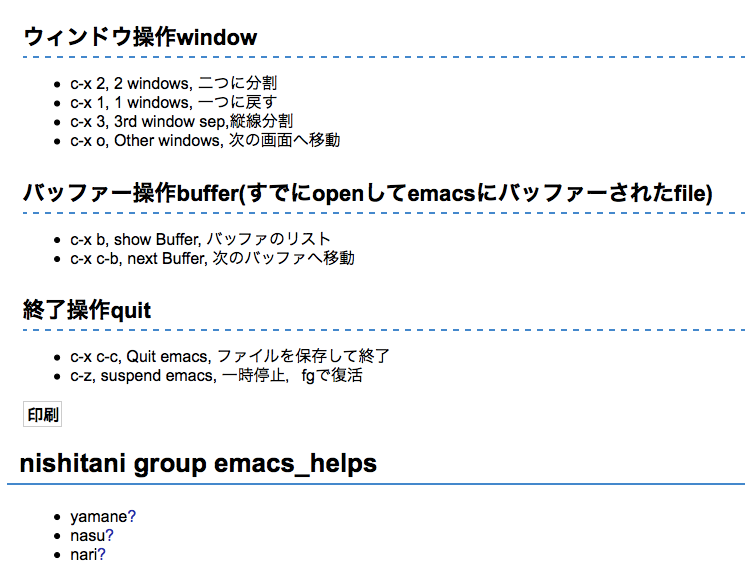 ウィンドウ操作window
c-x 2, 2 windows, 二つに分割
c-x 1, 1 windows, 一つに戻す
c-x 3, 3rd window sep,縦線分割
c-x o, Other windows, 次の画面へ移動
バッファー操作buffer(すでにopenしてemacsにバッファーされたfile)
c-x b, show Buffer, バッファのリスト
c-x c-b, next Buffer, 次のバッファへ移動
終了操作quit
c-x c-c, Quit emacs, ファイルを保存して終了
c-z, suspend emacs, 一時停止，fgで復活
印刷
nishitani group emacs_helps
yamane?
nasu?
nari?